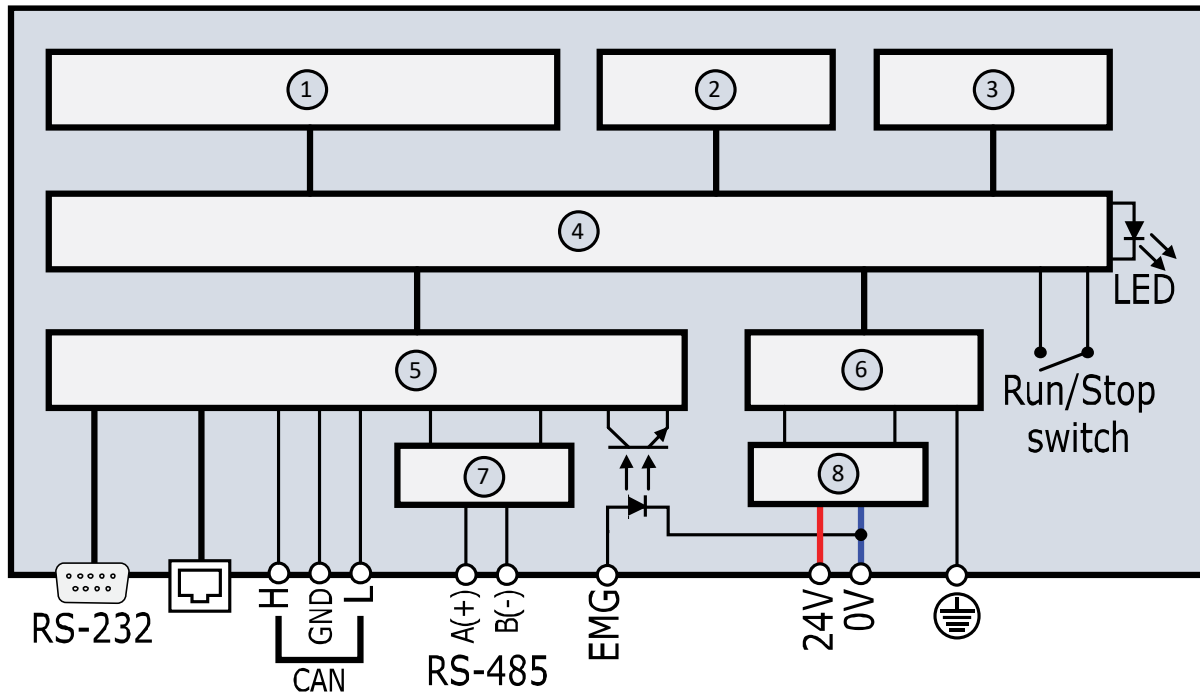 1
2
3
4
LED
5
6
Run/Stop
switch
7
8
RS-232
H
GND
L
CAN
A(+)
B(-)
RS-485
EMG
24V
0V